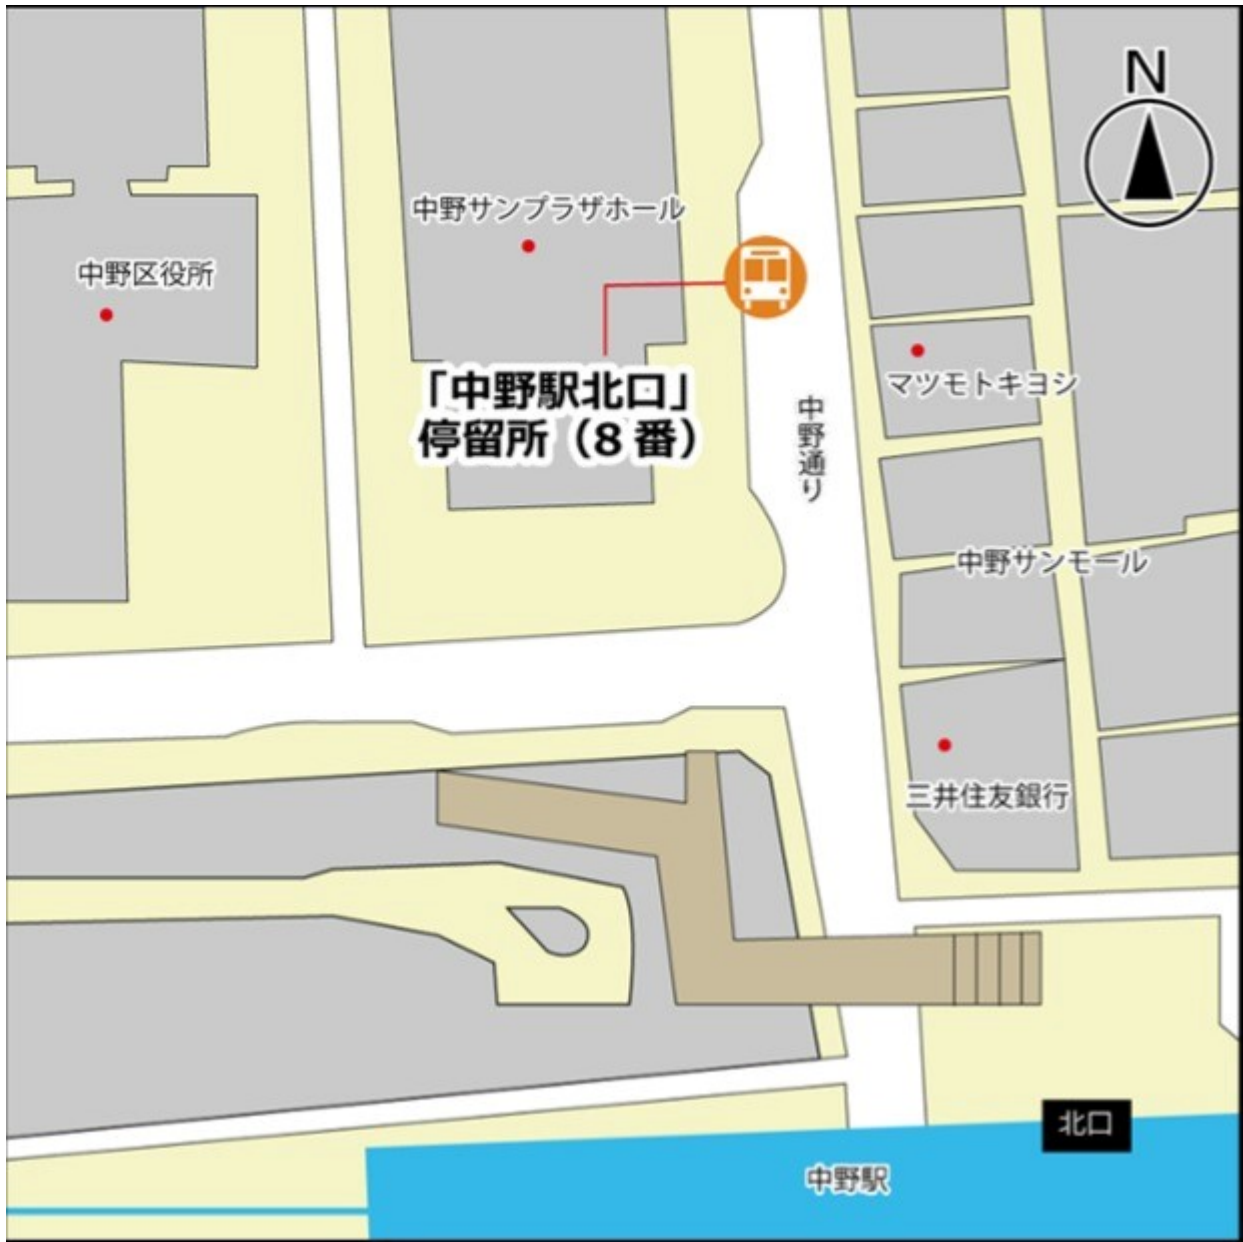 N
中野サンプラザホール
中野区役所
「中野駅北口」
停留所（8番）
マツモトキヨシ
中野通り
中野サンモール
三井住友銀行
北口
中野駅